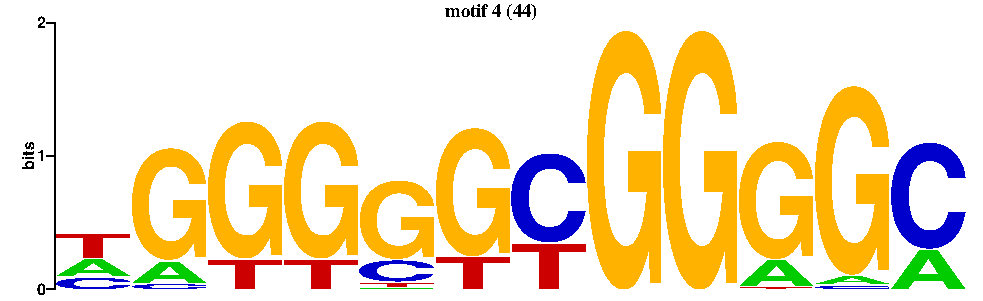 motif 4 (44)
2
bits
1
0
T G G G G G C G G G G C
A A T T C T T A A A
C C T T C